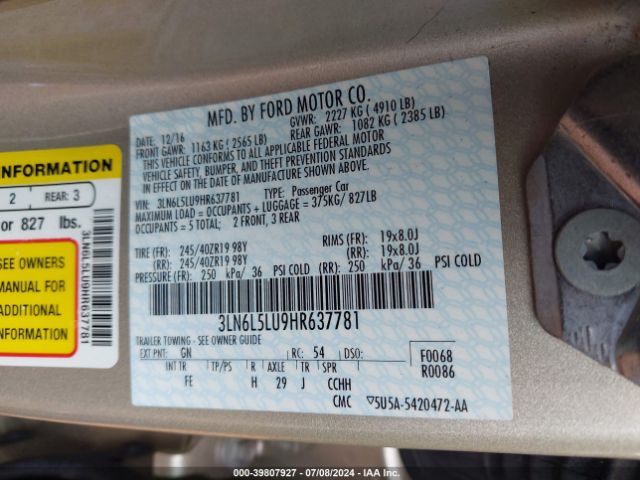 MFD. BY FORD MOTOR CO.
DATE: 12/16 GVWR: 2227 KG ( 4910 LB)
FRONT GAWR: 1163 KG ( 2565 LB) REAR GAWR: 1082 KG ( 2385 LB)
THIS VEHICLE CONFORMS TO ALL APPLICABLE FEDERAL MOTOR
VEHICLE SAFETY, BUMPER, AND THEFT PREVENTION STANDARDS
IN EFFECT ON THE DATE OF MANUFACTURE SHOWN ABOVE.
VIN: 3LN6L5LU9HR637781 TYPE: Passenger Car
MAXIMUM LOAD = OCCUPANTS + LUGGAGE = 375KG/ 827LB
OCCUPANTS = 5 TOTAL; 2 FRONT, 3 REAR
TIRE (FR): 245/40ZR19 98Y RIMS (FR): 19x8.0J
(RR): 245/40ZR19 98Y (RR): 19x8.0J
PRESSURE (FR): 250 kPa/ 36 PSI COLD (RR): 250 kPa/ 36 PSI COLD
3LN6L5LU9HR637781
TRAILER TOWING - SEE OWNER GUIDE
EXT PNT: GN RC: 54 DSO: F0068
R0086
INT TR TP/PS R AXLE TR SPR
FE H 29 J CCHH
CMC 5U5A-5420472-AA
INFORMATION
2 REAR: 3
or 827 lbs.
SEE OWNERS
MANUAL FOR
ADDITIONAL
INFORMATION
3LN6L5LU9HR637781
000-39807927 - 07/08/2024 - IAA Inc.